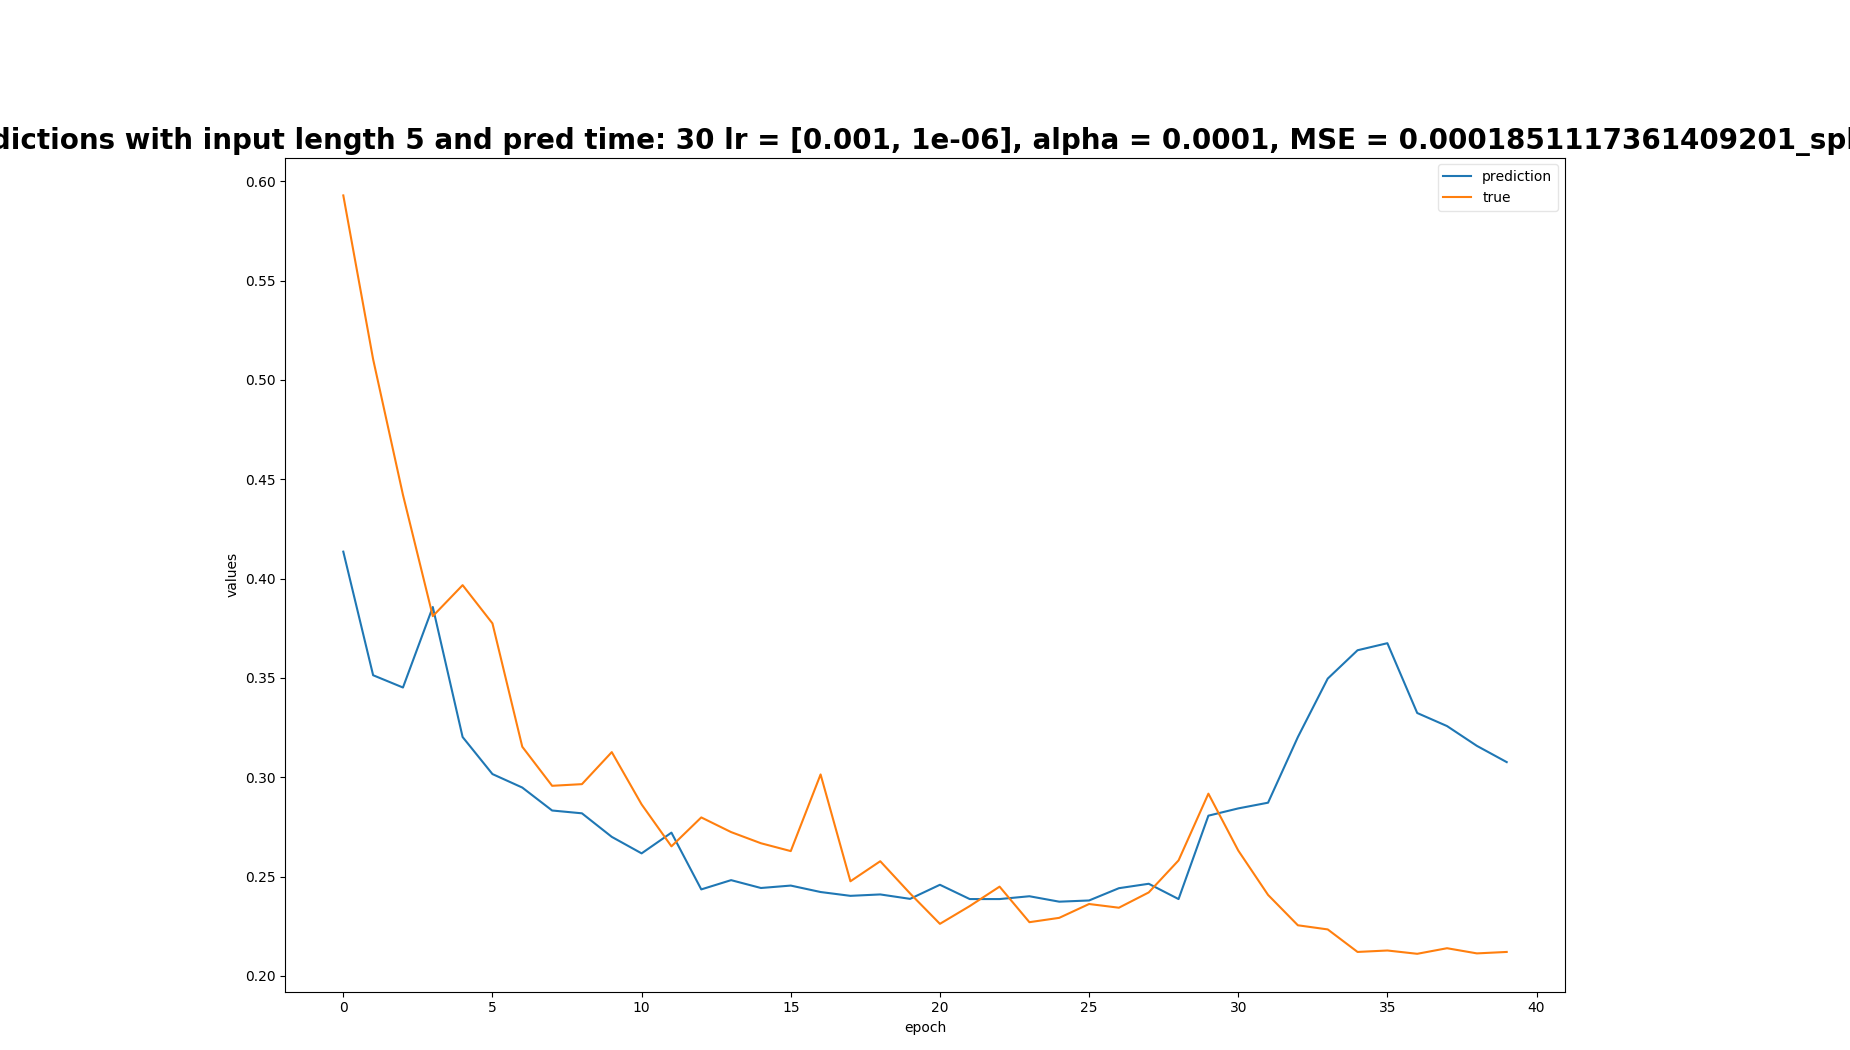 dictions with input length 5 and pred time: 30 lr = [0.001, 1e-06], alpha = 0.0001, MSE = 0.0001851117361409201_spl
prediction
true
0.60
0.55
0.50
0.45
0.40
0.35
0.30
0.25
0.20
values
0 5 10 15 20 25 30 35 40
epoch